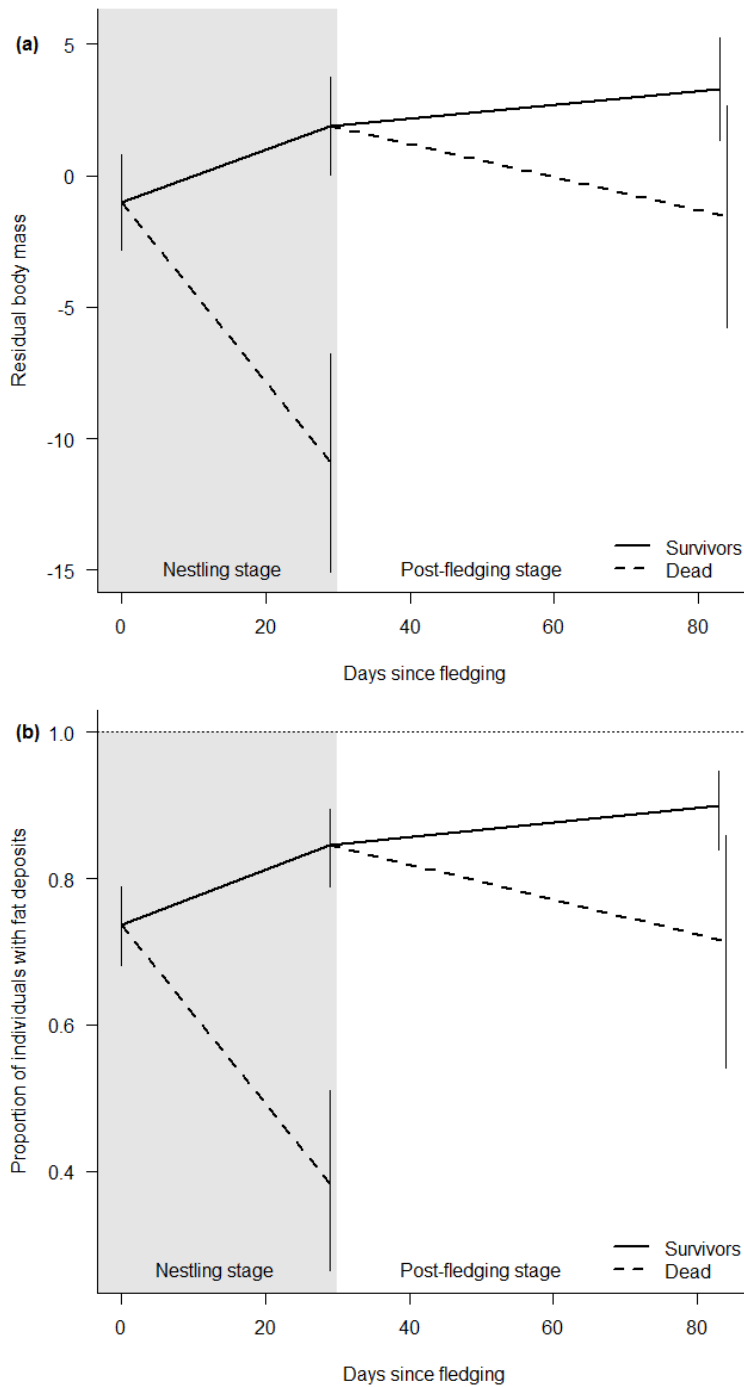 (a)
5
0
-5
-10
-15
Residual body mass
Nestling stage
Post-fledging stage
Survivors
Dead
0 20 40 60 80
Days since fledging
(b)
1.0
0.8
0.6
0.4
Proportion of individuals with fat deposits
Nestling stage
Post-fledging stage
Survivors
Dead
0 20 40 60 80
Days since fledging